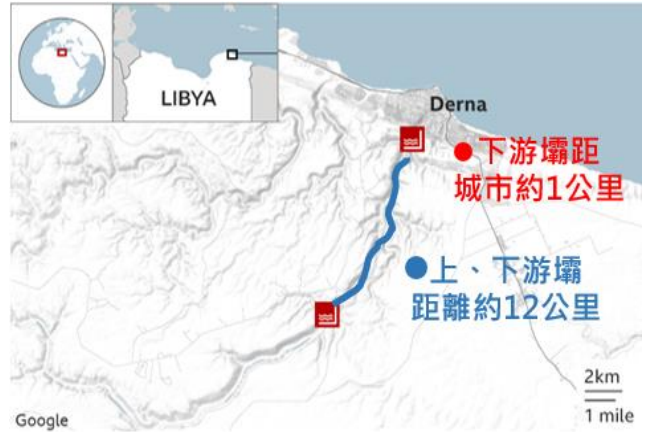 LIBYA
Derna
●下游壩距
城市約1公里
●上、下游壩
距離約12公里
2km
1 mile
Google